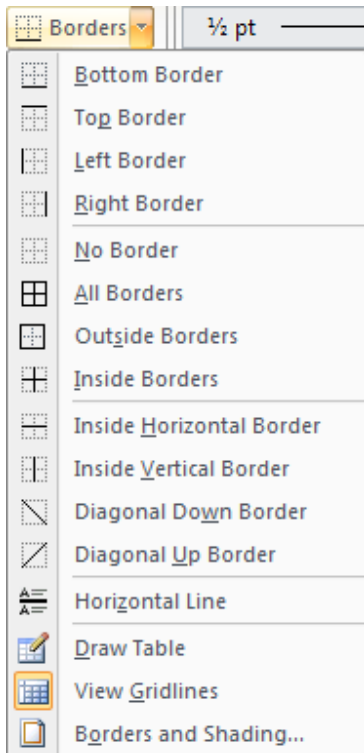 Borders ½ pt
Bottom Border
Top Border
Left Border
Right Border
No Border
All Borders
Outside Borders
Inside Borders
Inside Horizontal Border
Inside Vertical Border
Diagonal Down Border
Diagonal Up Border
Horizontal Line
Draw Table
View Gridlines
Borders and Shading...